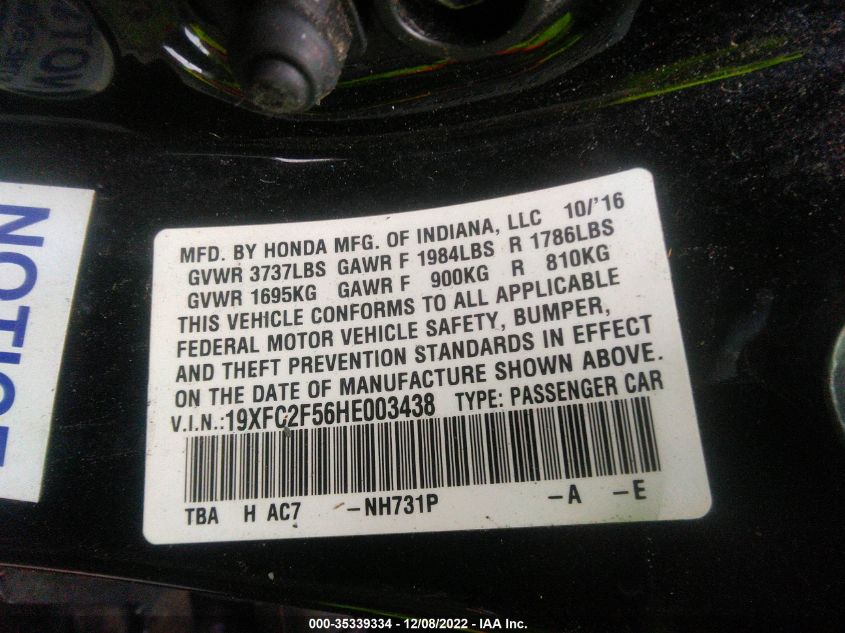 NOTICE
MFD. BY HONDA MFG. OF INDIANA, LLC 10/'16
GVWR 3737LBS GAWR F 1984LBS R 1786LBS
GVWR 1695KG GAWR F 900KG R 810KG
THIS VEHICLE CONFORMS TO ALL APPLICABLE
FEDERAL MOTOR VEHICLE SAFETY, BUMPER,
AND THEFT PREVENTION STANDARDS IN EFFECT
ON THE DATE OF MANUFACTURE SHOWN ABOVE.
V.I.N.:19XFC2F56HE003438 TYPE: PASSENGER CAR
TBA H AC7 -NH731P -A -E
000-35339334 - 12/08/2022 - IAA Inc.